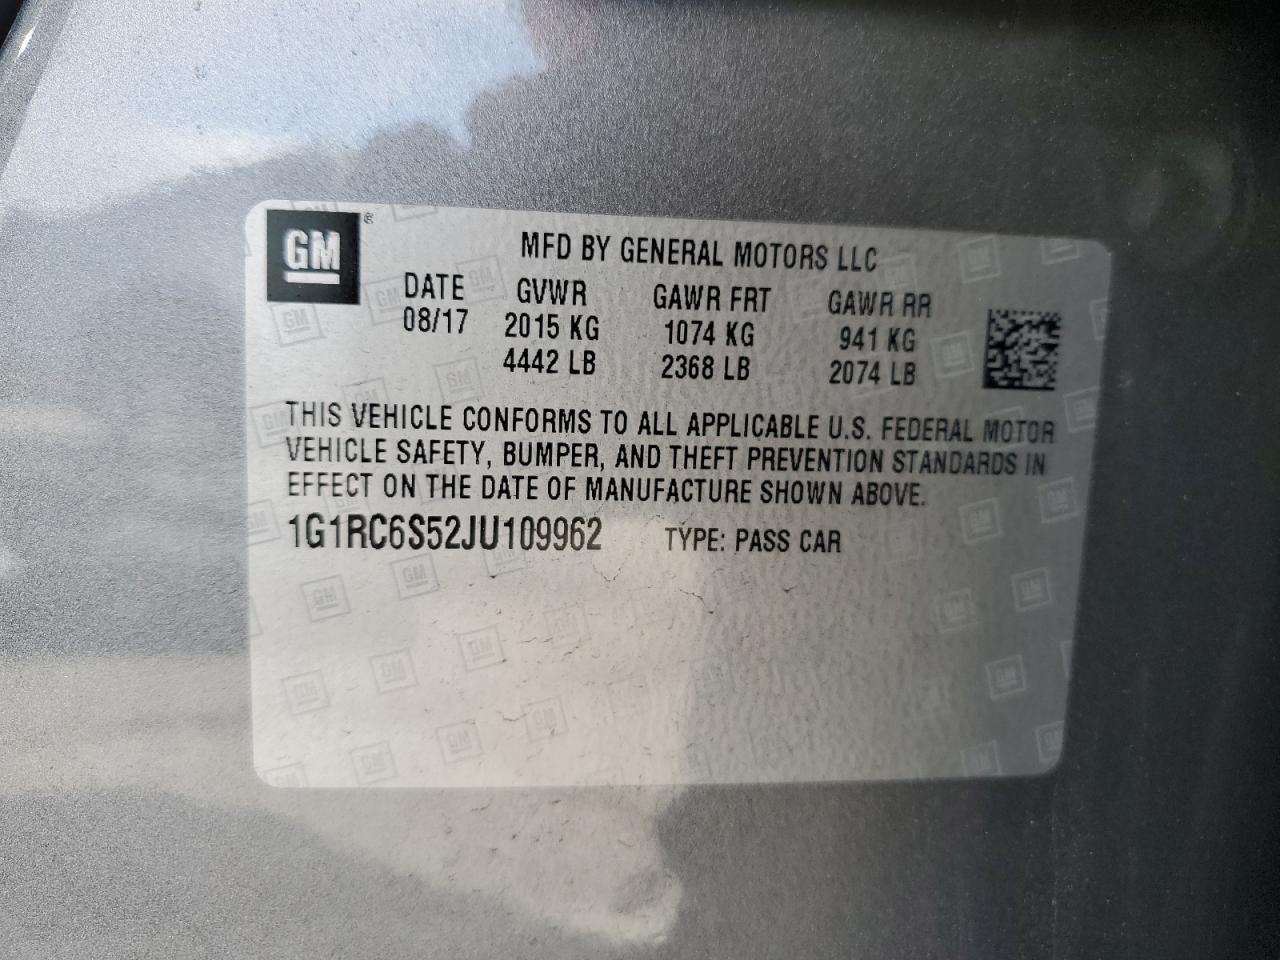 GM ®
MFD BY GENERAL MOTORS LLC
DATE GVWR GAWR FRT GAWR RR
08/17 2015 KG 1074 KG 941 KG
4442 LB 2368 LB 2074 LB
THIS VEHICLE CONFORMS TO ALL APPLICABLE U.S. FEDERAL MOTOR
VEHICLE SAFETY, BUMPER, AND THEFT PREVENTION STANDARDS IN
EFFECT ON THE DATE OF MANUFACTURE SHOWN ABOVE.
1G1RC6S52JU109962 TYPE: PASS CAR